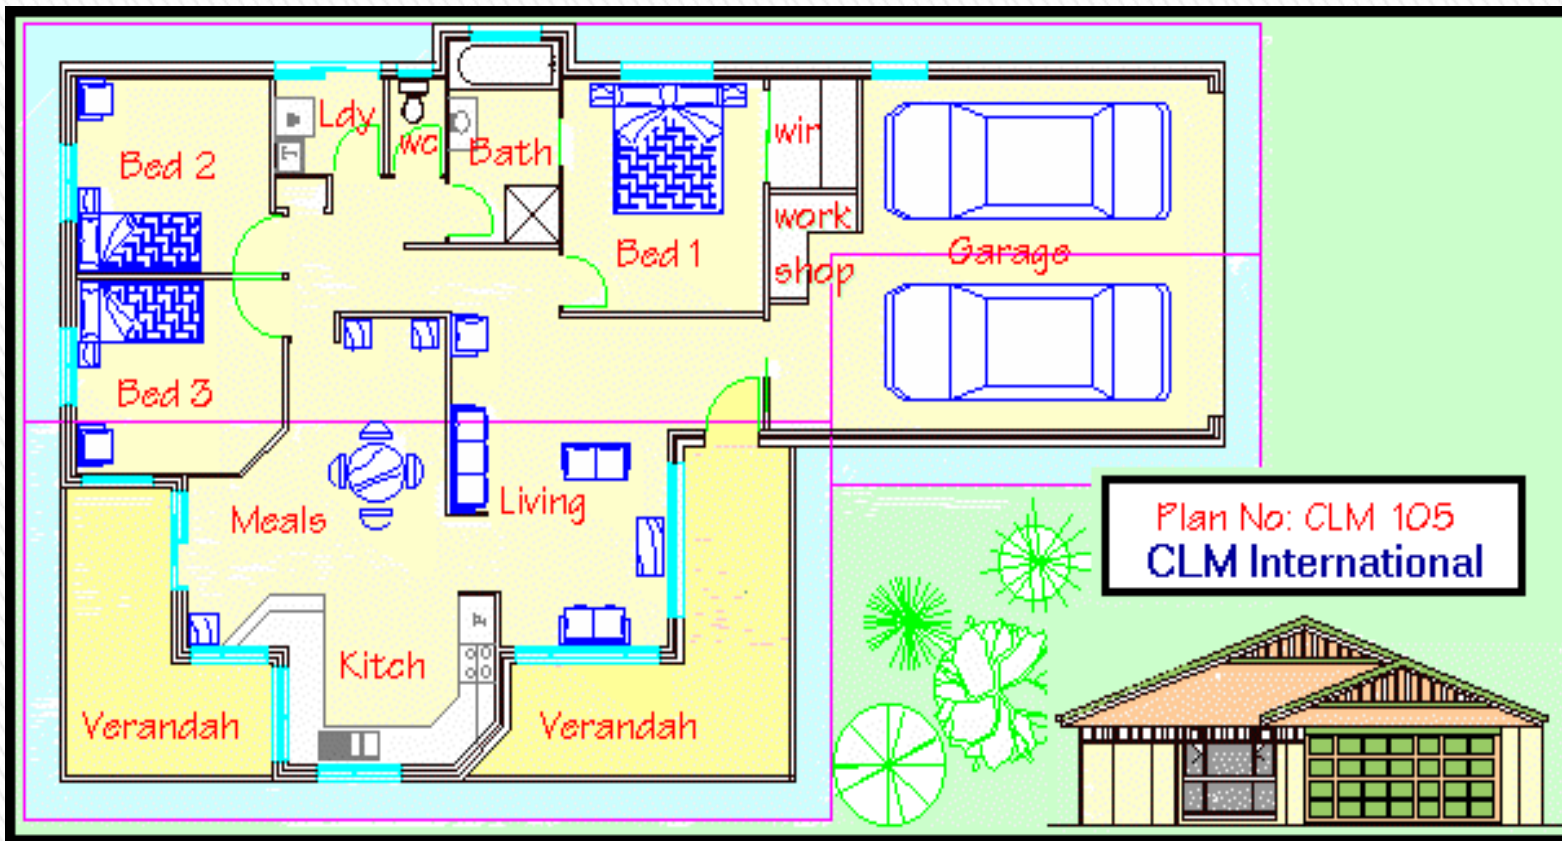 Bed 2
Ldy
wc
Bath
Bed 1
wir
work
shop
Garage
Bed 3
Meals
Living
Kitch
Verandah
Verandah
Plan No: CLM 105
CLM International